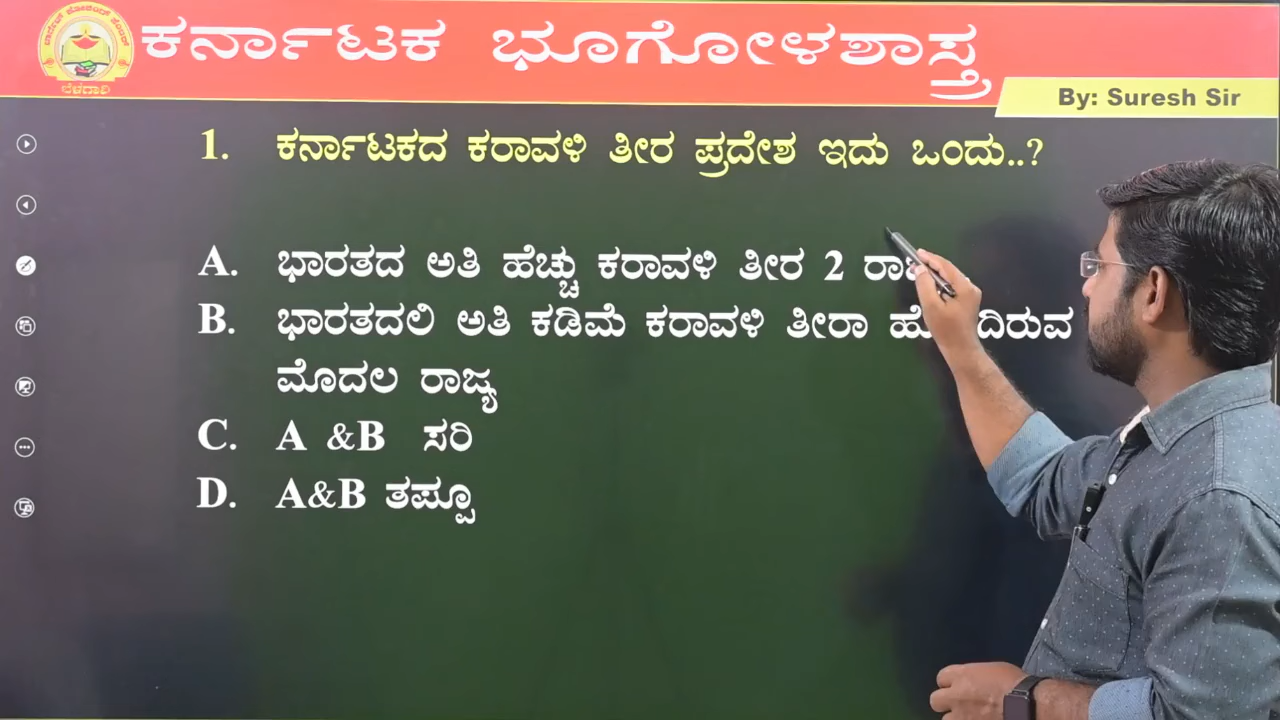 ಕರ್ನಾಟಕ ಭೂಗೋಳಶಾಸ್ತ್ರ
ಬೆಳಗಾವಿ
By: Suresh Sir
1. ಕರ್ನಾಟಕದ ಕರಾವಳಿ ತೀರ ಪ್ರದೇಶ ಇದು ಒಂದು..?
A. ಭಾರತದ ಅತಿ ಹೆಚ್ಚು ಕರಾವಳಿ ತೀರ 2
B. ಭಾರತದಲಿ ಅತಿ ಕಡಿಮೆ ಕರಾವಳಿ ತೀರಾ
ಮೊದಲ ರಾಜ್ಯ
C. A &B ಸರಿ
D. A&B ತಪ್ಪೂ